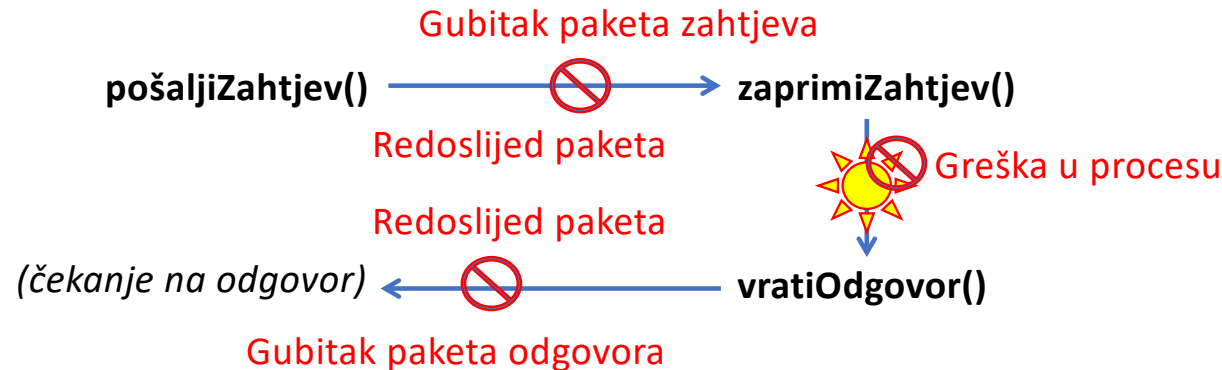 Gubitak paketa zahtjeva
pošaljiZahtjev()
zaprimiZahtjev()
Redoslijed paketa
Greška u procesu
Redoslijed paketa
(čekanje na odgovor)
vratiOdgovor()
Gubitak paketa odgovora